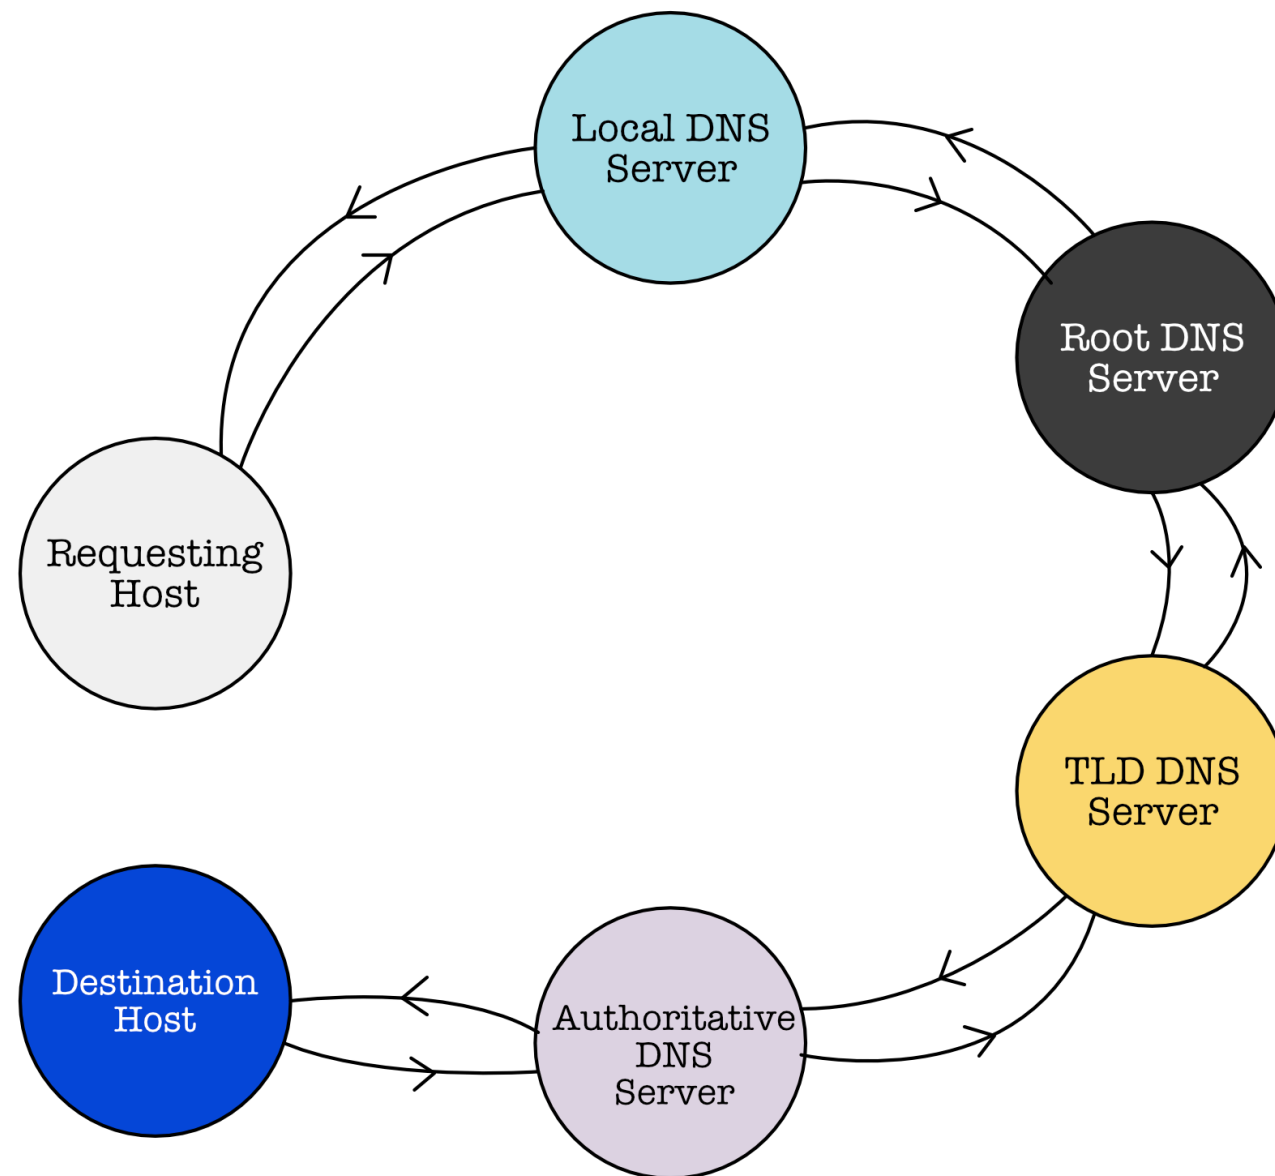 Local DNS
Server
Root DNS
Server
Requesting
Host
TLD DNS
Server
Destination
Host
Authoritative
DNS
Server